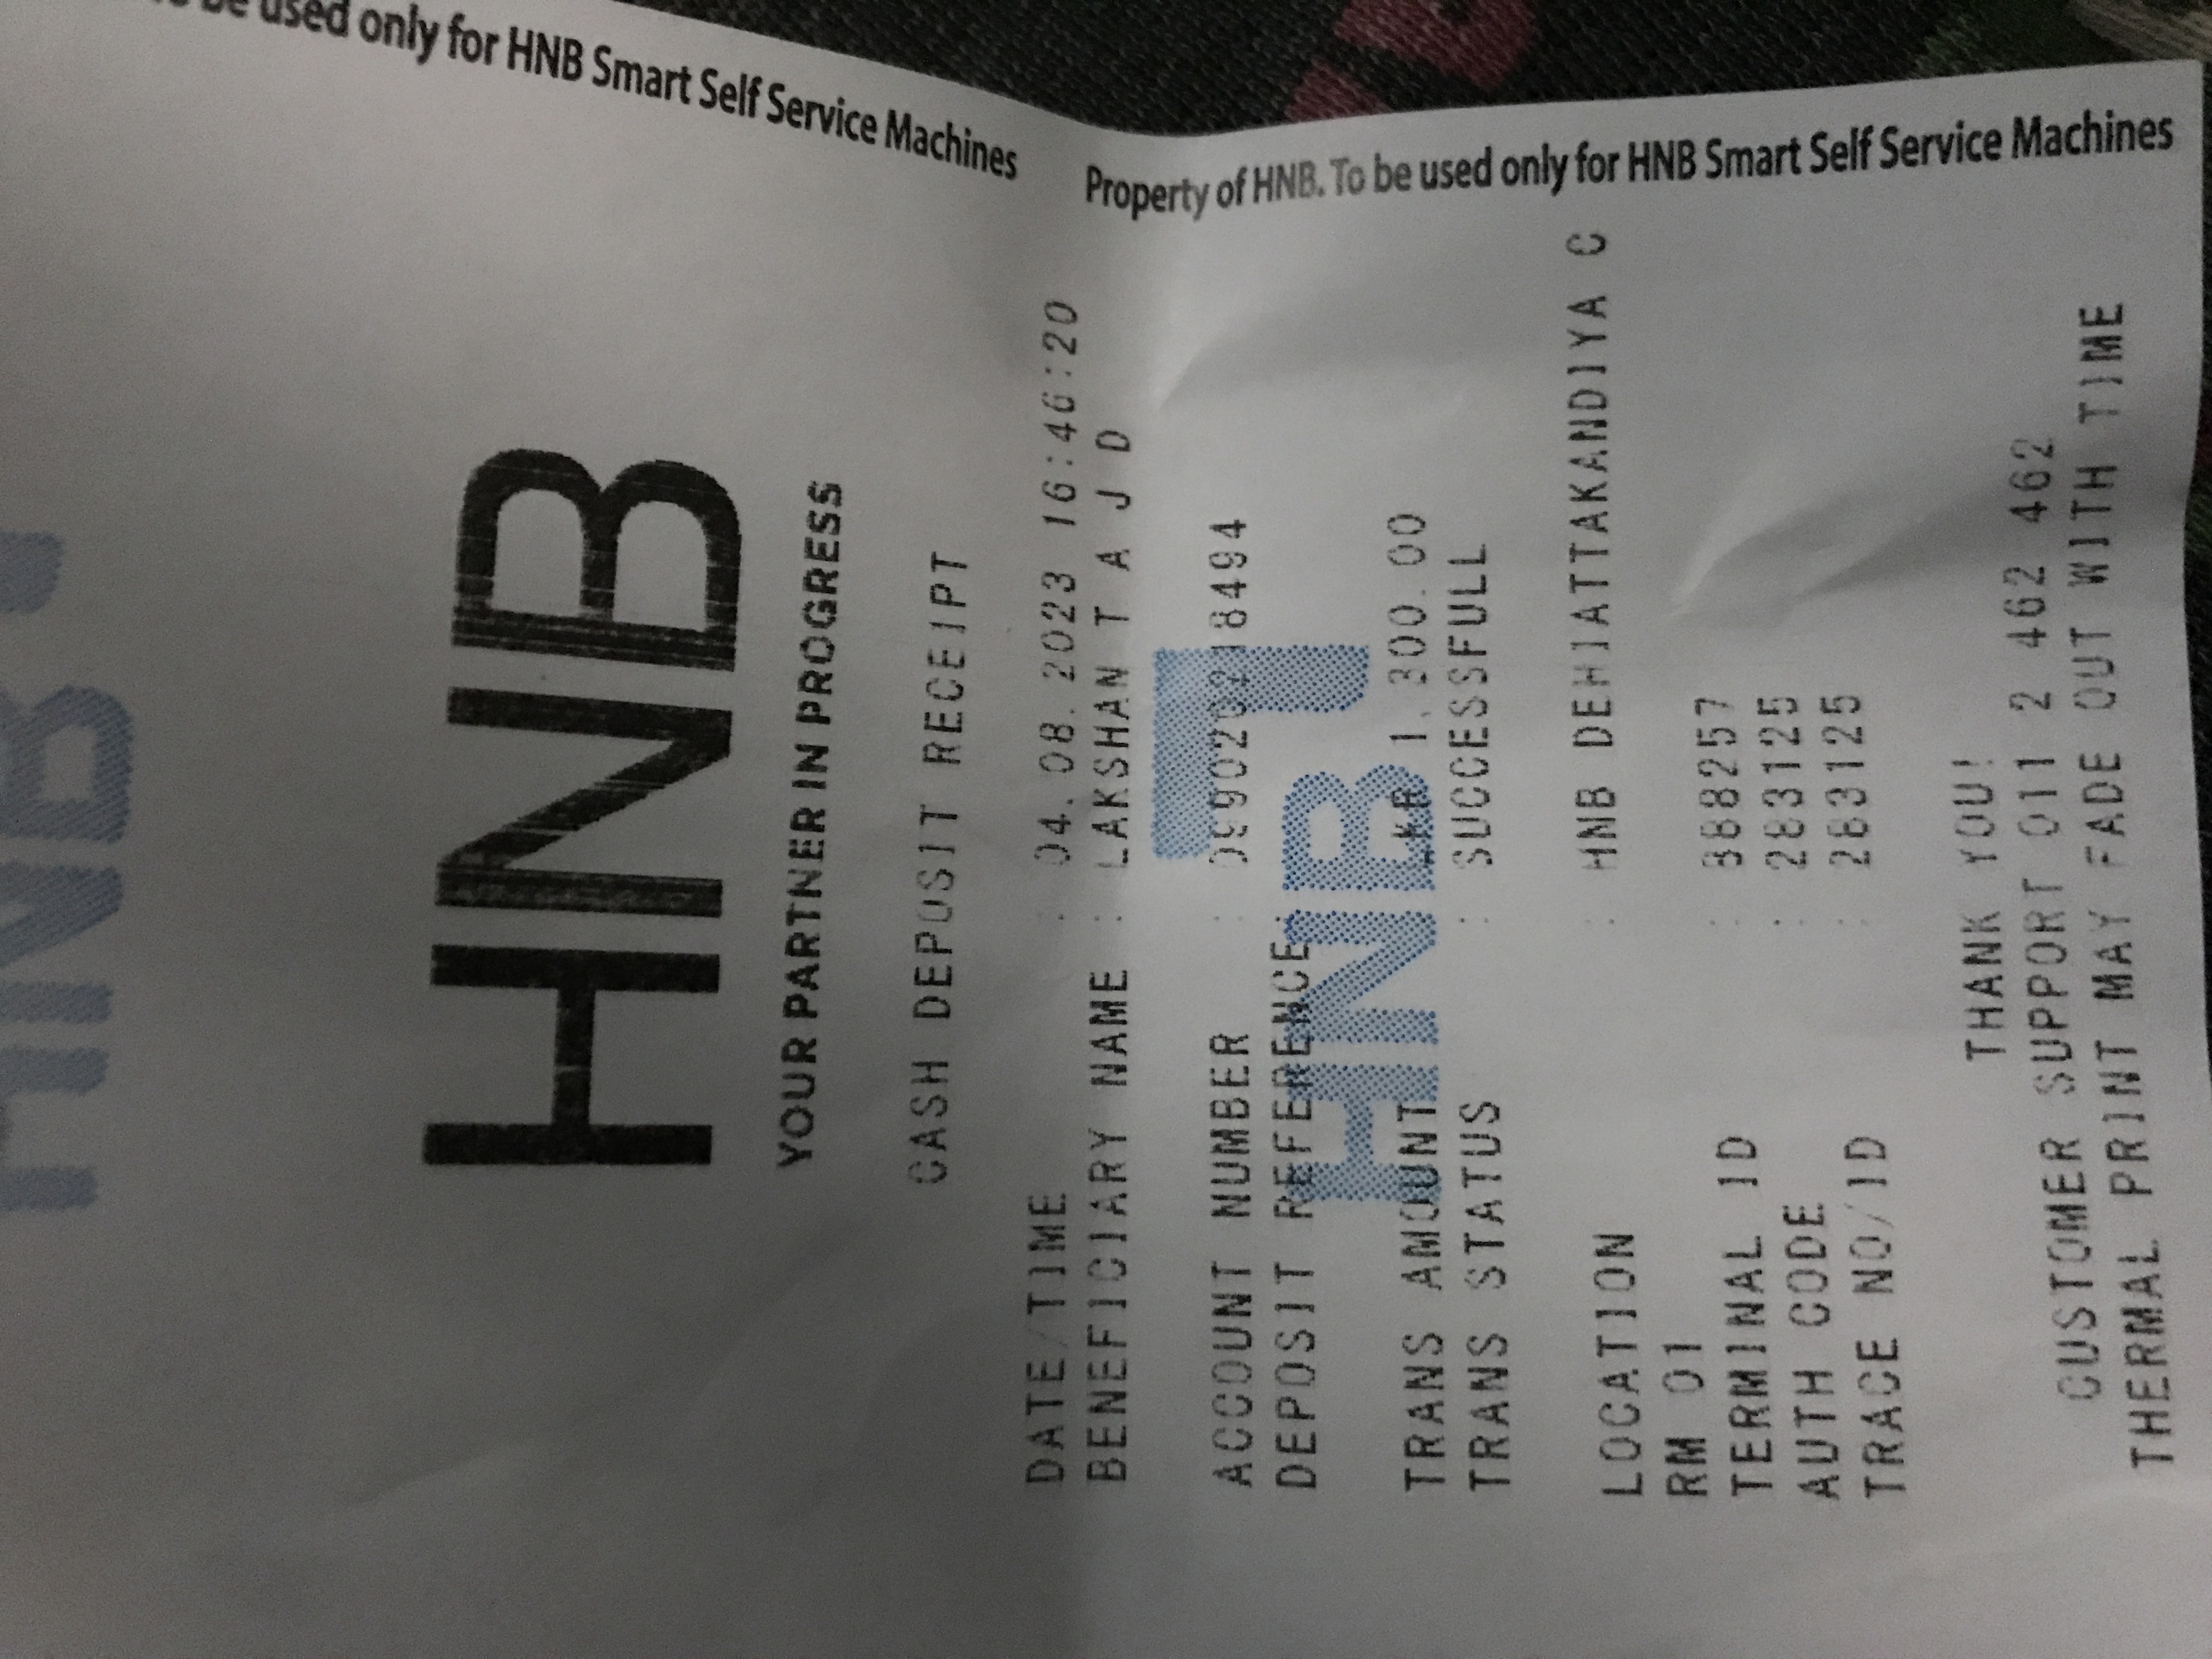 be used only for HNB Smart Self Service Machines
Property of HNB. To be used only for HNB Smart Self Service Machines
HNB
HNB
YOUR PARTNER IN PROGRESS
CASH DEPOSIT RECEIPT
DATE/TIME : 04.08.2023 16:46:20
BENEFICIARY NAME : LAKSHAN T A J D
ACCOUNT NUMBER : 099020218494
DEPOSIT REFERENCE :
HNB
TRANS AMOUNT : LKR 1,300.00
TRANS STATUS : SUCCESSFULL
LOCATION : HNB DEHIATTAKANDIYA C
RM 01
TERMINAL ID : 388257
AUTH CODE : 283125
TRACE NO/ID : 283125
THANK YOU!
CUSTOMER SUPPORT 011 2 462 462
THERMAL PRINT MAY FADE OUT WITH TIME